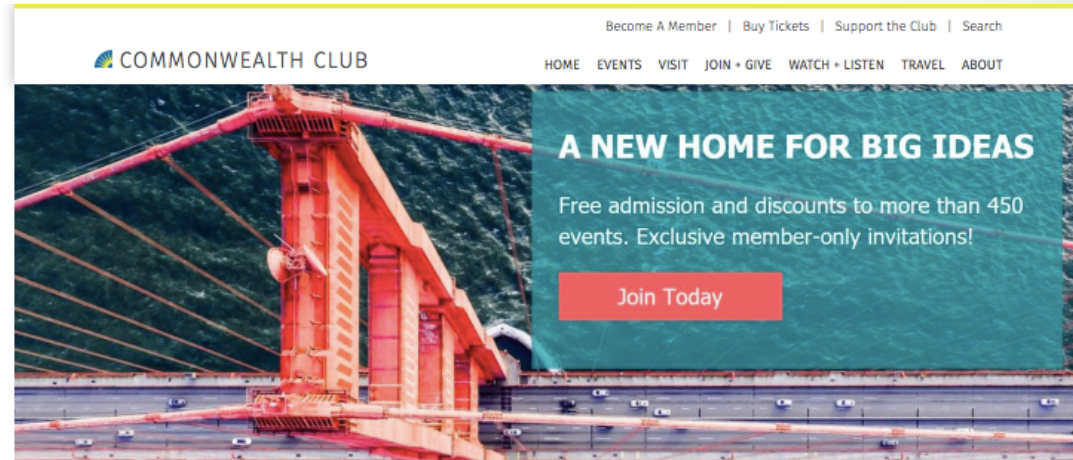 Become A Member | Buy Tickets | Support the Club | Search
COMMONWEALTH CLUB
HOME EVENTS VISIT JOIN + GIVE WATCH + LISTEN TRAVEL ABOUT
A NEW HOME FOR BIG IDEAS
Free admission and discounts to more than 450
events. Exclusive member-only invitations!
Join Today